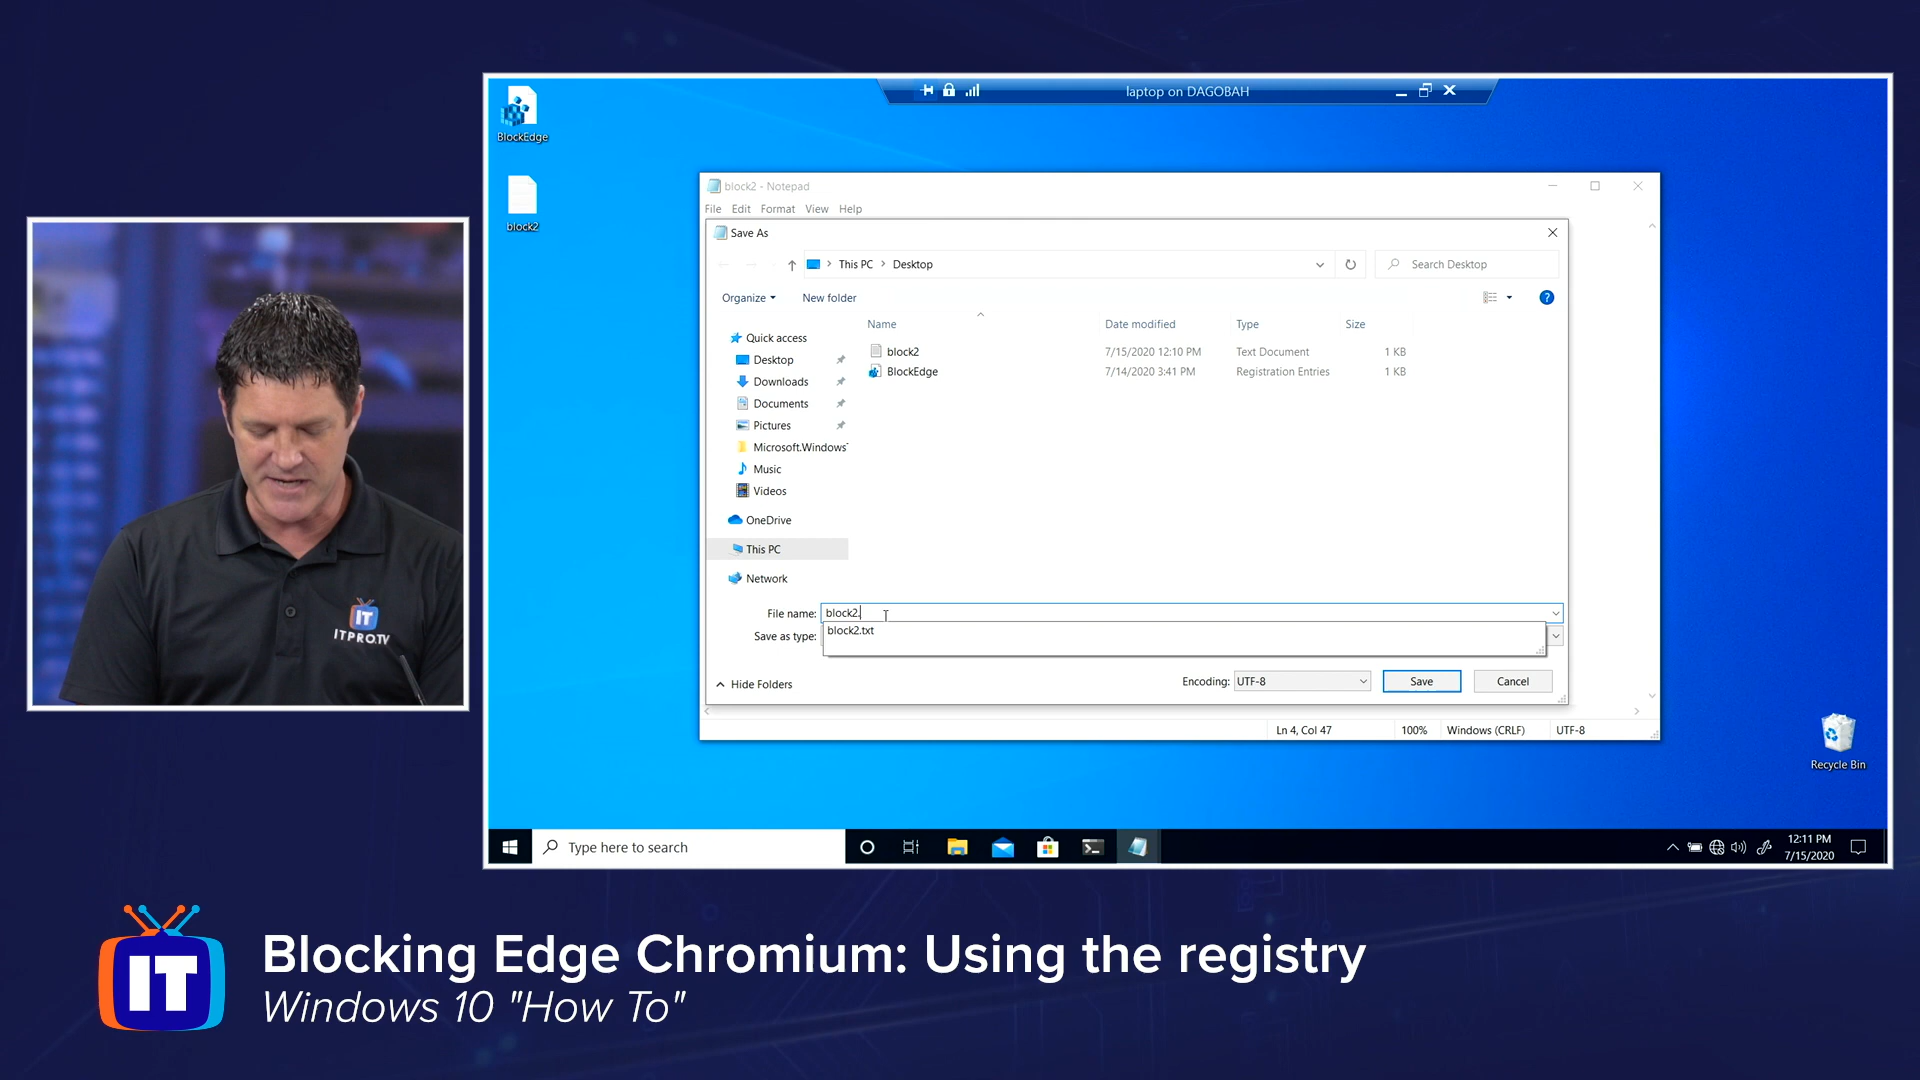 laptop on DAGOBAH
BlockEdge
block2
block2 - Notepad
File Edit Format View Help
Save As
This PC > Desktop
Search Desktop
Organize
New folder
Name Date modified Type Size
block2 7/15/2020 12:10 PM Text Document 1 KB
BlockEdge 7/14/2020 3:41 PM Registration Entries 1 KB
Quick access
Desktop
Downloads
Documents
Pictures
Microsoft.Windows
Music
Videos
OneDrive
This PC
Network
File name: block2.
block2.txt
Save as type:
Hide Folders
Encoding: UTF-8 Save Cancel
Ln 4, Col 47 100% Windows (CRLF) UTF-8
Recycle Bin
Type here to search
12:11 PM
7/15/2020
IT
ITPRO.TV
IT
Blocking Edge Chromium: Using the registry
Windows 10 "How To"